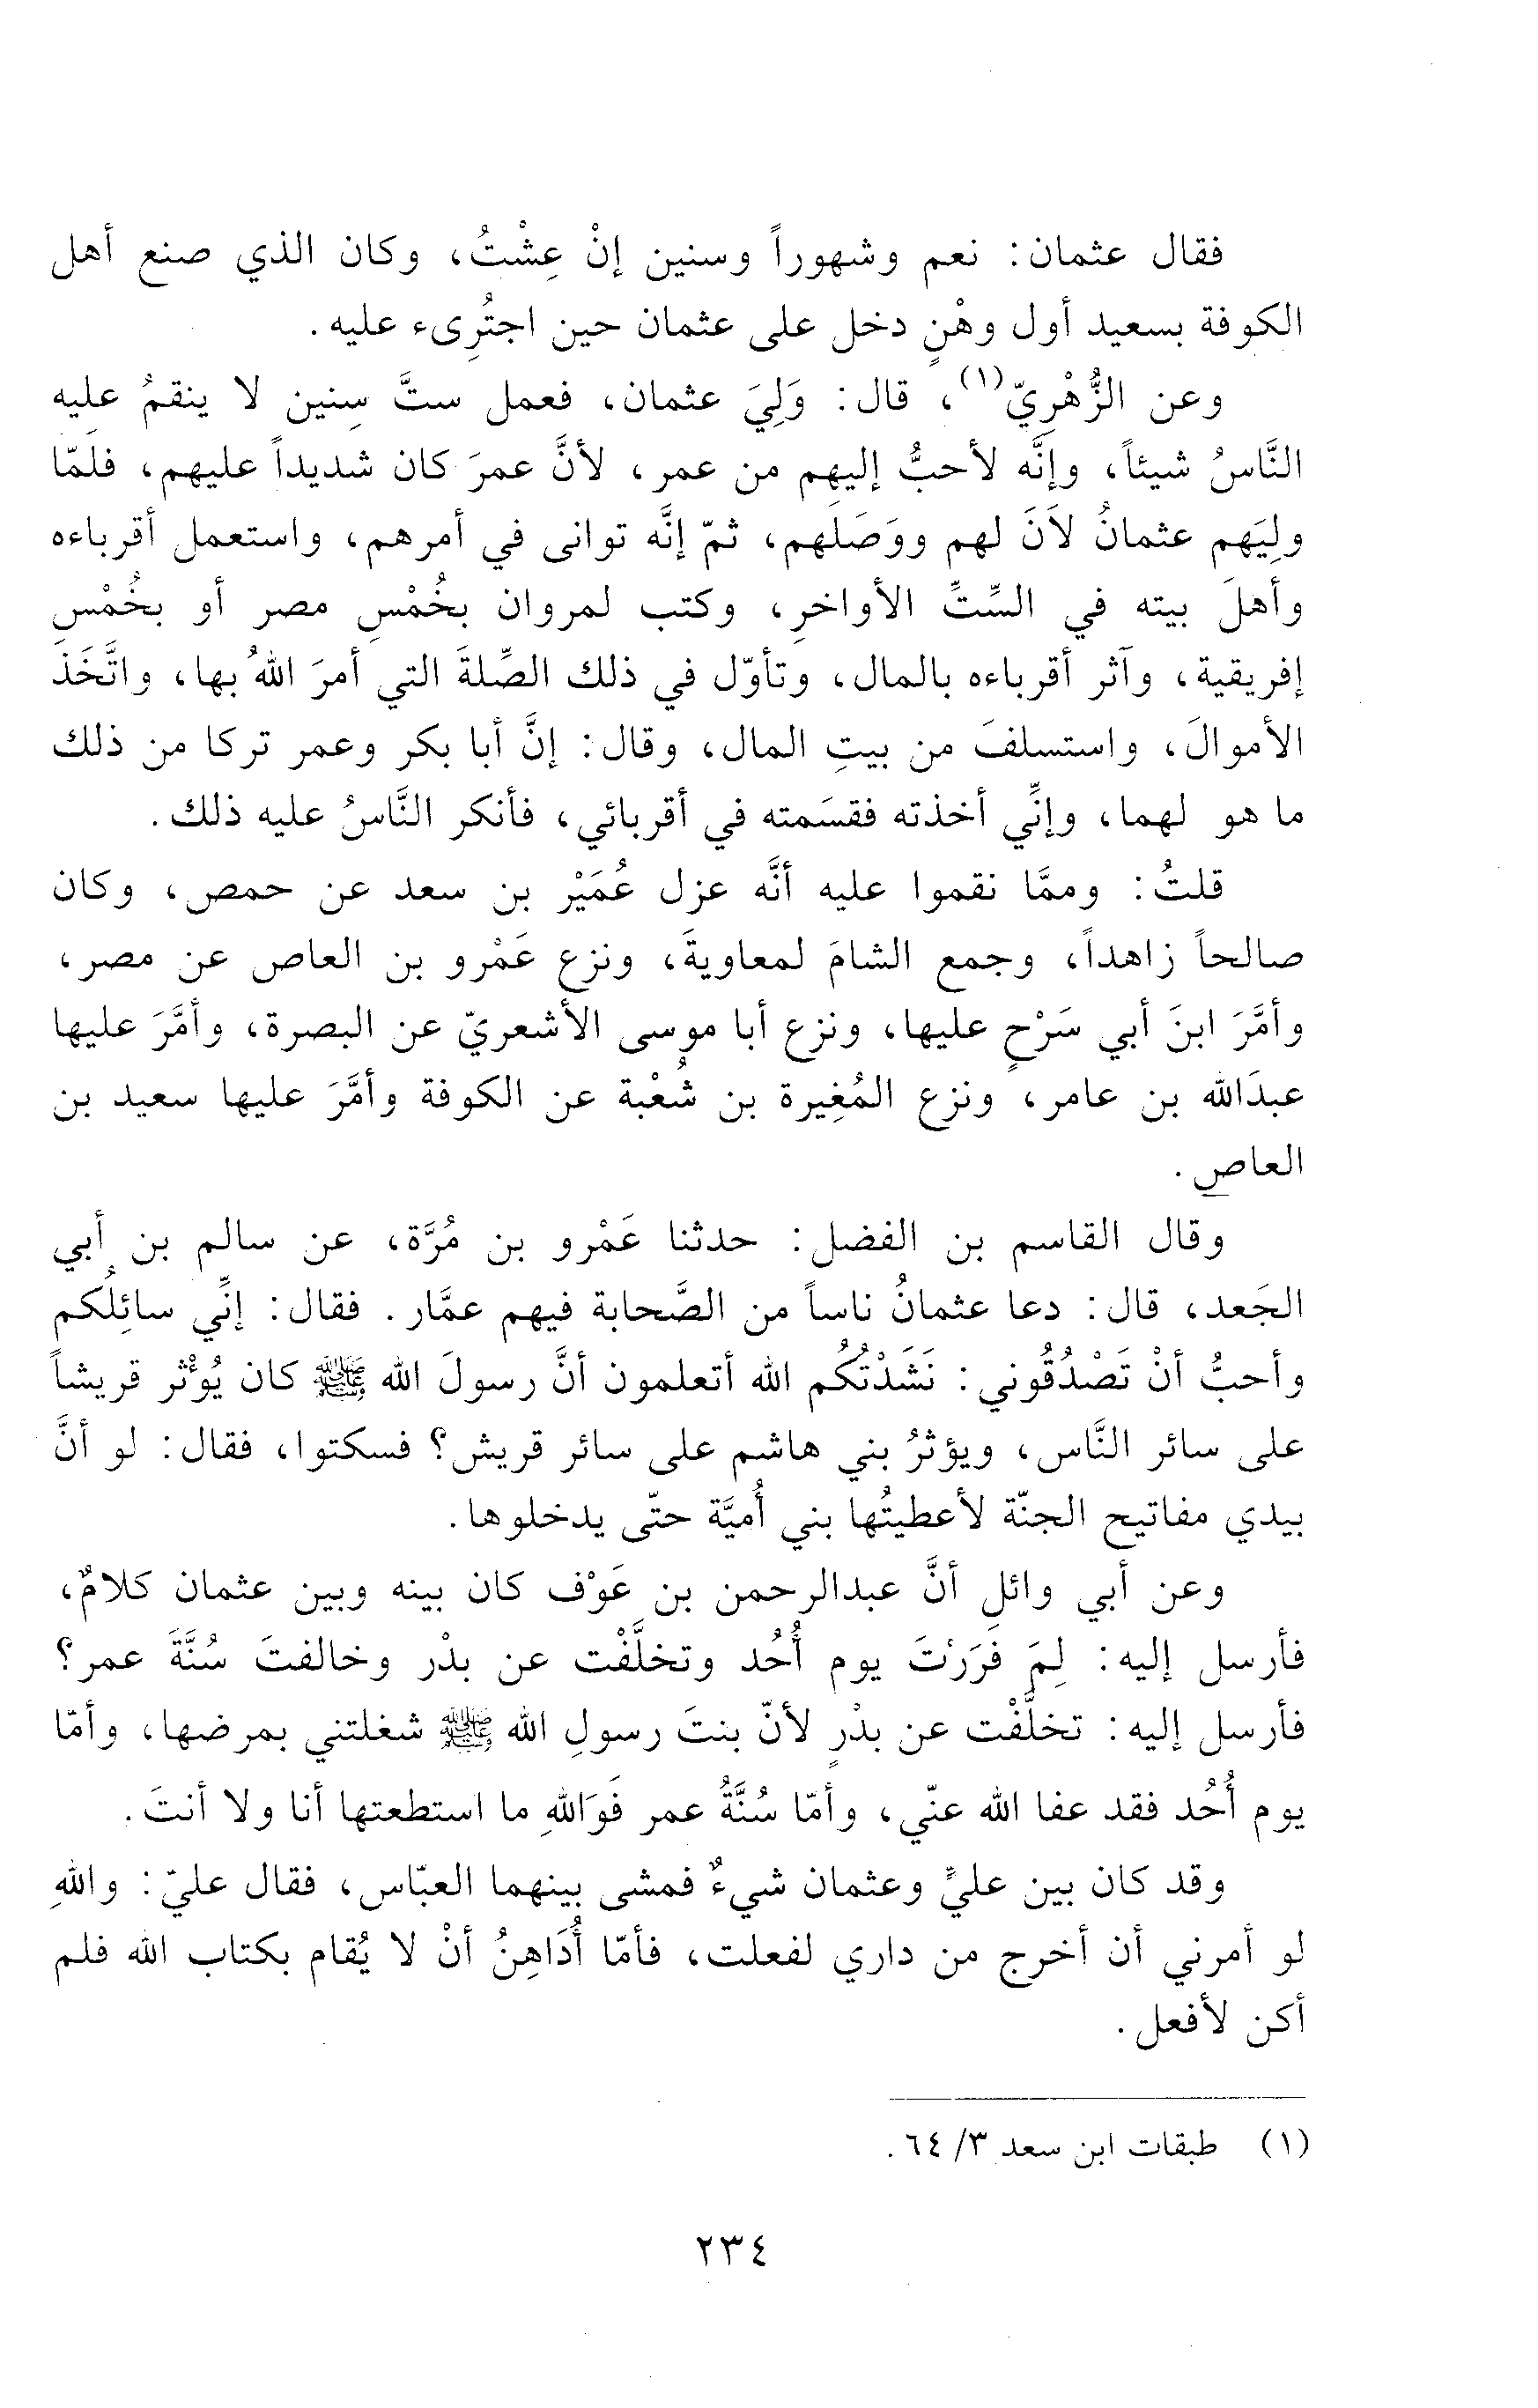 فقال عثمان: نعم وشهوراً وسنين إنْ عِشْتُ، وكان الذي صنع أهل
الكوفة بسعيد أول وهْنٍ دخل على عثمان حين اجتُرِىء عليه.
وعن الزُّهْرِيّ(١)، قال: وَلِيَ عثمان، فعمل ستَّ سِنين لا ينقمُ عليه
النَّاسُ شيئاً، وإنَّه لأحبُّ إليهم من عمر، لأنَّ عمرَ كان شديداً عليهم، فلَمّا
ولِيَهم عثمانُ لاَنَ لهم ووَصَلَهم، ثمّ إنَّه توانى في أمرهم، واستعمل أقرباءه
وأهلَ بيته في السِّتِّ الأواخرِ، وكتب لمروان بخُمْسِ مصر أو بخُمْس
إفريقية، وآثر أقرباءه بالمال، وتأوّل في ذلك الصِّلةَ التي أمرَ اللهُ بها، واتَّخَذَ
الأموالَ، واستسلفَ من بيتِ المال، وقال: إنَّ أبا بكر وعمر تركا من ذلك
ما هو لهما، وإنِّي أخذته فقسَمته في أقربائي، فأنكر النَّاسُ عليه ذلك.
قلتُ: وممَّا نقموا عليه أنَّه عزل عُمَيْر بن سعد عن حمص، وكان
صالحاً زاهداً، وجمع الشامَ لمعاويةَ، ونزع عَمْرو بن العاص عن مصر،
وأمَّرَ ابنَ أبي سَرْحٍ عليها، ونزع أبا موسى الأشعريّ عن البصرة، وأمَّرَ عليها
عبدَالله بن عامر، ونزع المُغِيرة بن شُعْبة عن الكوفة وأمَّرَ عليها سعيد بن
العاص.
وقال القاسم بن الفضل: حدثنا عَمْرو بن مُرَّة، عن سالم بن أبي
الجَعد، قال: دعا عثمانُ ناساً من الصَّحابة فيهم عمَّار. فقال: إنِّي سائِلُكم
وأحبُّ أنْ تَصْدُقُوني: نَشَدْتُكُم الله أتعلمون أنَّ رسولَ الله ﷺ كان يُؤْثر قريشاً
على سائر النَّاس، ويؤثرُ بني هاشم على سائر قريش؟ فسكتوا، فقال: لو أنَّ
بيدي مفاتيح الجنّة لأعطيتُها بني أُميَّة حتّى يدخلوها.
وعن أبي وائلٍ أنَّ عبدالرحمن بن عَوْف كان بينه وبين عثمان كلامٌ،
فأرسل إليه: لِمَ فَرَرْتَ يوم أُحُد وتخلَّفْت عن بدْر وخالفتَ سُنَّةَ عمر؟
فأرسل إليه: تخلَّفْت عن بدْرٍ لأنّ بنتَ رسولِ الله ﷺ شغلتني بمرضها، وأمّا
يوم أُحُد فقد عفا الله عنّي، وأمّا سُنَّةُ عمر فَوَاللهِ ما استطعتها أنا ولا أنتَ.
وقد كان بين عليٍّ وعثمان شيءٌ فمشى بينهما العبّاس، فقال عليّ: واللهِ
لو أمرني أن أخرج من داري لفعلت، فأمّا أُدَاهِنُ أنْ لا يُقام بكتاب الله فلم
أكن لأفعل.
(١) طبقات ابن سعد ٣/ ٦٤.
٢٣٤